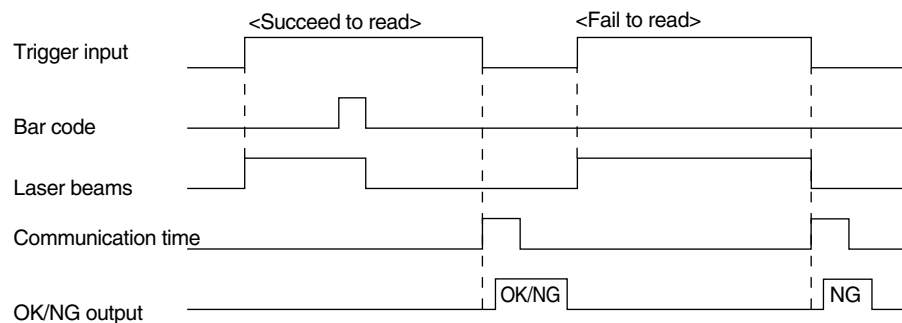 <Succeed to read> <Fail to read>
Trigger input
Bar code
Laser beams
Communication time
OK/NG output OK/NG NG